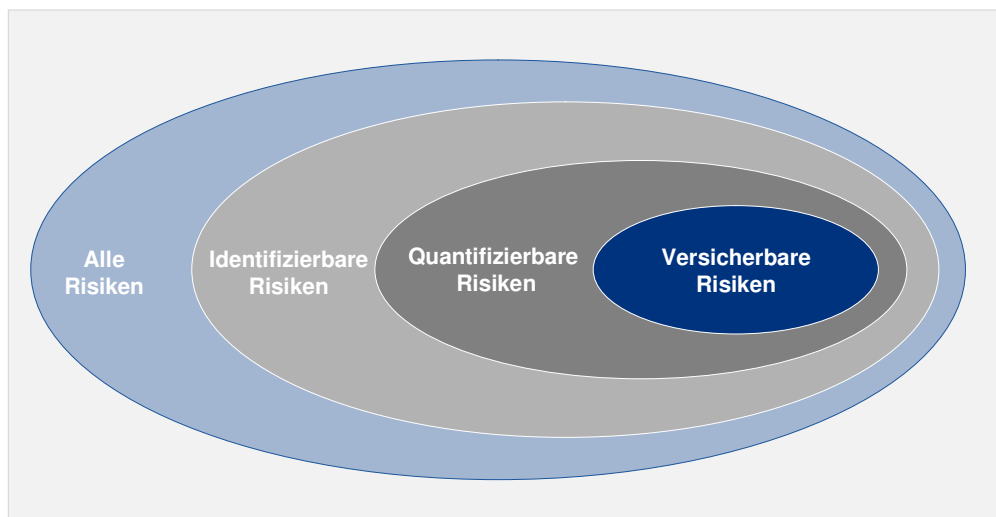 Alle
Risiken
Identifizierbare
Risiken
Quantifizierbare
Risiken
Versicherbare
Risiken